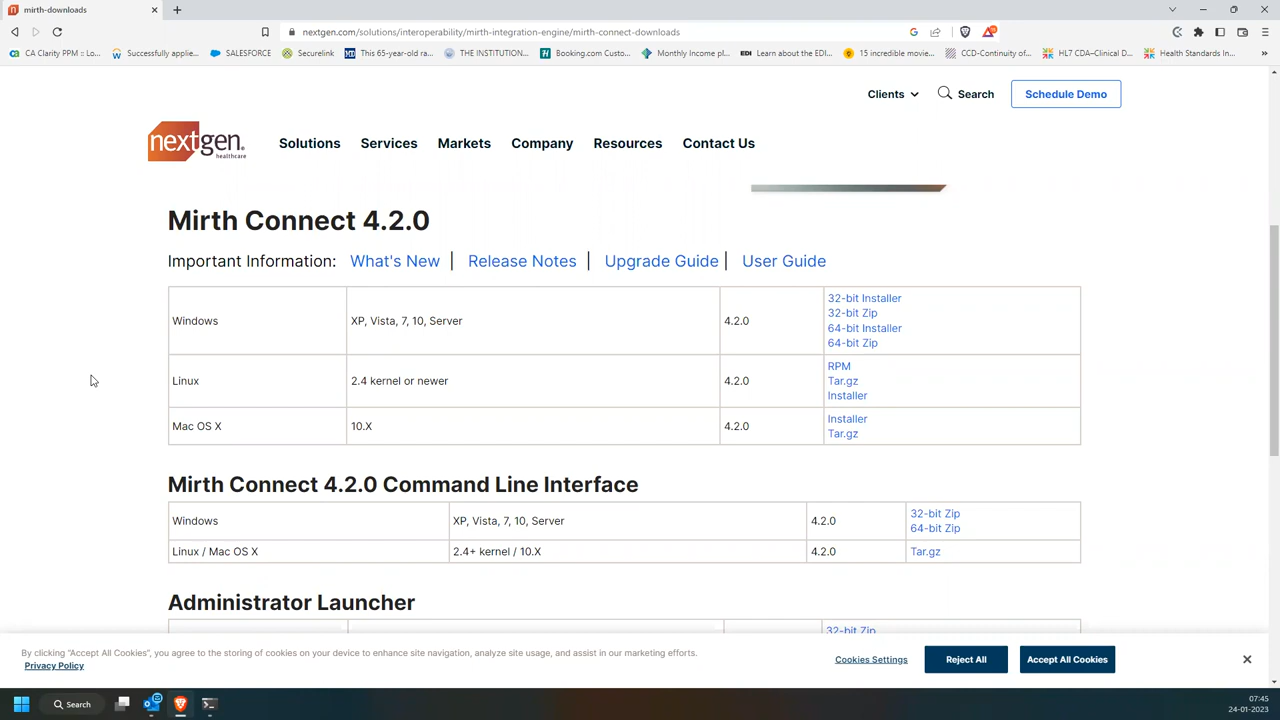 mirth-downloads
nextgen.com/solutions/interoperability/mirth-integration-engine/mirth-connect-downloads
CA Clarity PPM :: Lo... Successfully applie... SALESFORCE Securelink This 65-year-old ra... THE INSTITUTION... Booking.com Custo... Monthly Income pl... EDI Learn about the EDI... 15 incredible movie... CCD-Continuity of... HL7 CDA–Clinical D... Health Standards In...
Clients Search Schedule Demo
nextgen healthcare Solutions Services Markets Company Resources Contact Us
Mirth Connect 4.2.0
Important Information: What's New | Release Notes | Upgrade Guide | User Guide
Windows XP, Vista, 7, 10, Server 4.2.0 32-bit Installer
32-bit Zip
64-bit Installer
64-bit Zip
Linux 2.4 kernel or newer 4.2.0 RPM
Tar.gz
Installer
Mac OS X 10.X 4.2.0 Installer
Tar.gz
Mirth Connect 4.2.0 Command Line Interface
Windows XP, Vista, 7, 10, Server 4.2.0 32-bit Zip
64-bit Zip
Linux / Mac OS X 2.4+ kernel / 10.X 4.2.0 Tar.gz
Administrator Launcher
32-bit Zip
By clicking "Accept All Cookies", you agree to the storing of cookies on your device to enhance site navigation, analyze site usage, and assist in our marketing efforts.
Privacy Policy
Cookies Settings Reject All Accept All Cookies
Search
07:45
24-01-2023